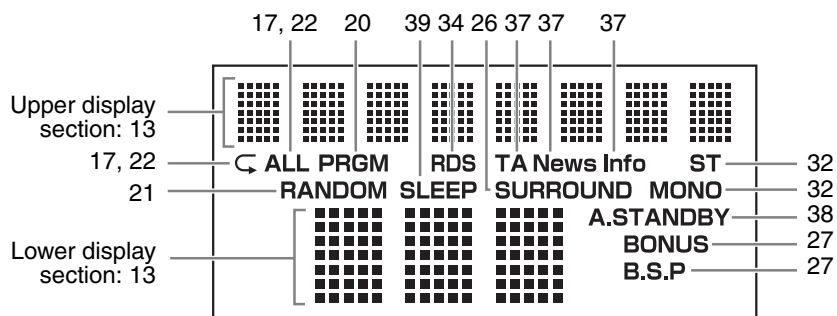 17, 22 20 39 34 26 37 37 37
Upper display
section: 13
17, 22 ALL PRGM RDS TA News Info ST 32
21 RANDOM SLEEP SURROUND MONO 32
A.STANDBY 38
Lower display
section: 13
BONUS 27
B.S.P 27